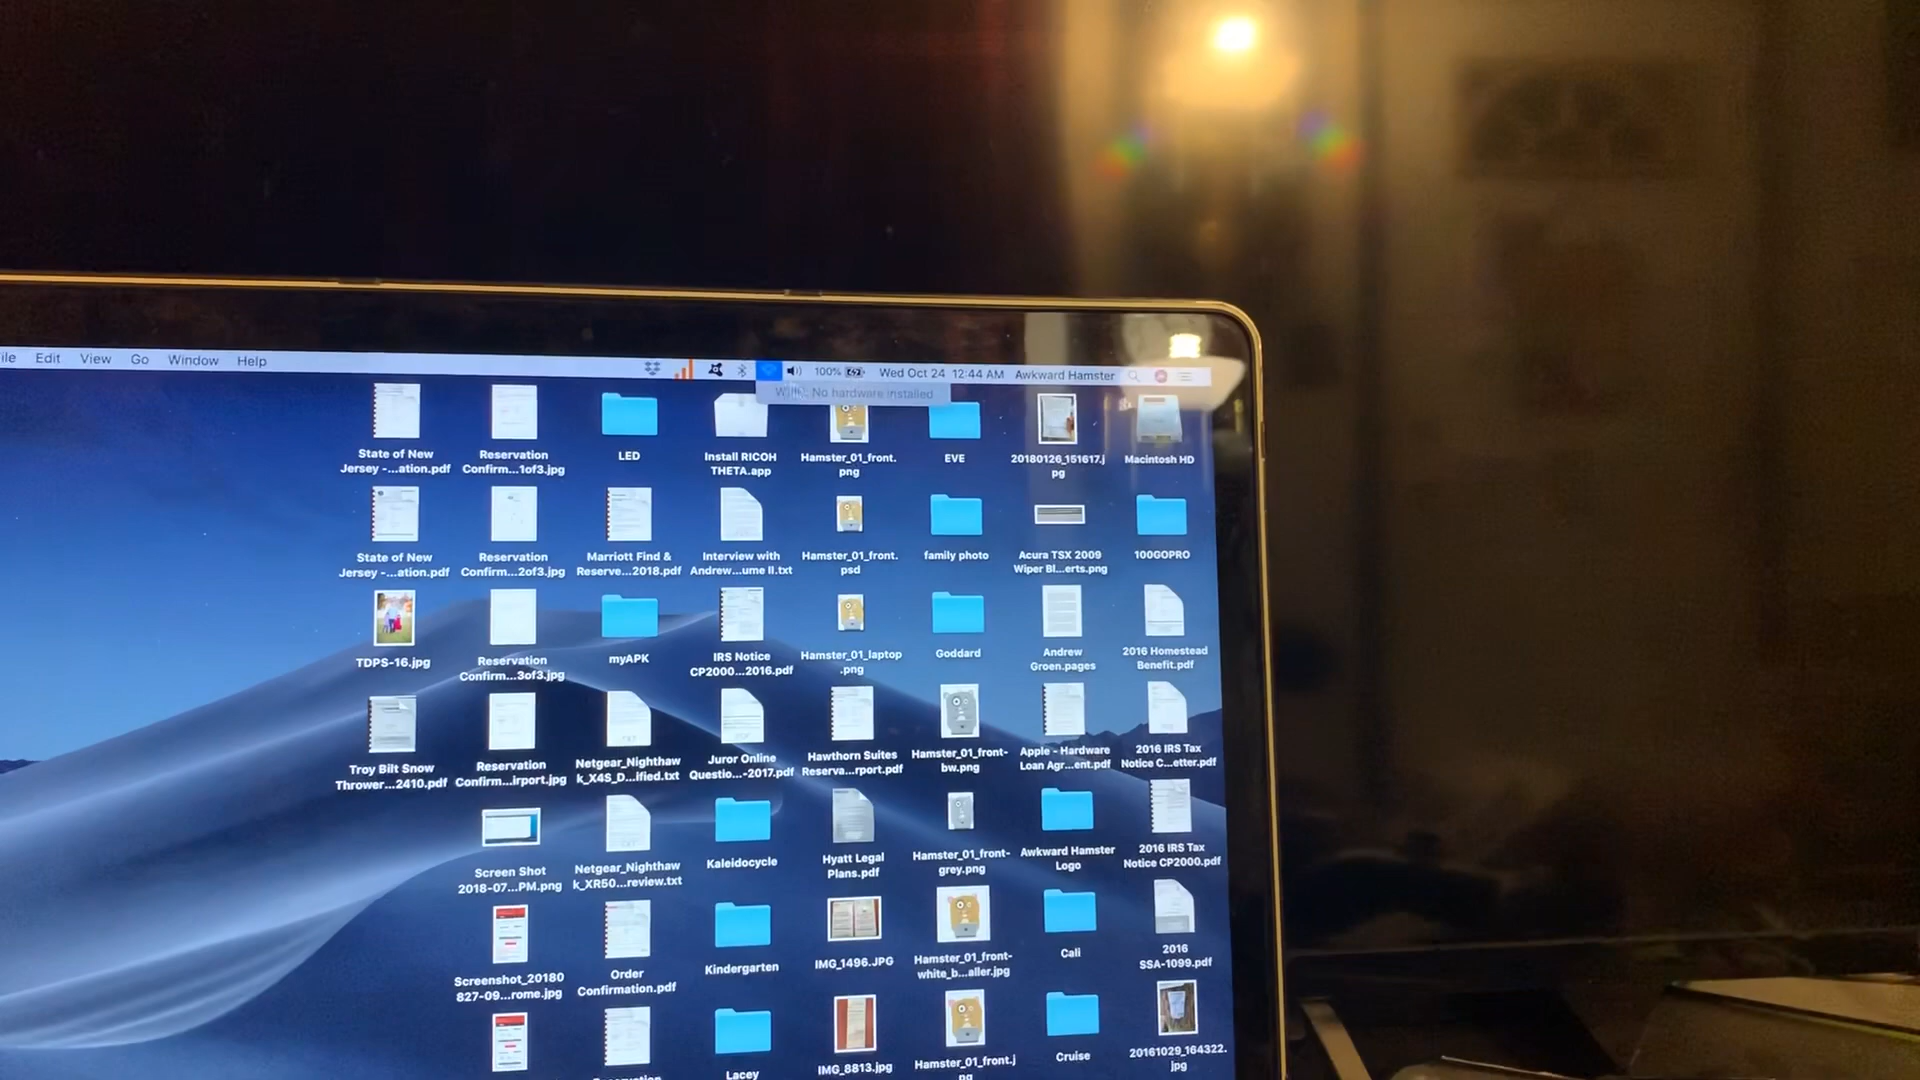 Edit View Go Window Help
100% Wed Oct 24 12:44 AM Awkward Hamster
No hardware installed
State of New
Jersey -...ation.pdf
Reservation
Confirm...1of3.jpg
LED
Install RICOH
THETA.app
Hamster_01_front.
png
EVE
20180126_151617.j
pg
Macintosh HD
State of New
Jersey -...ation.pdf
Reservation
Confirm...2of3.jpg
Marriott Find &
Reserve...2018.pdf
Interview with
Andrew...ume II.txt
Hamster_01_front.
psd
family photo
Acura TSX 2009
Wiper Bl...erts.png
100GOPRO
TDPS-16.jpg
Reservation
Confirm...3of3.jpg
myAPK
IRS Notice
CP2000...2016.pdf
Hamster_01_laptop
.png
Goddard
Andrew
Groen.pages
2016 Homestead
Benefit.pdf
Troy Bilt Snow
Thrower...2410.pdf
Reservation
Confirm...irport.jpg
Netgear_Nighthaw
k_X4S_D...ified.txt
Juror Online
Questio...-2017.pdf
Hawthorn Suites
Reserva...rport.pdf
Hamster_01_front-
bw.png
Apple - Hardware
Loan Agr...ent.pdf
2016 IRS Tax
Notice C...etter.pdf
Screen Shot
2018-07...PM.png
Netgear_Nighthaw
k_XR50...review.txt
Kaleidocycle
Hyatt Legal
Plans.pdf
Hamster_01_front-
grey.png
Awkward Hamster
Logo
2016 IRS Tax
Notice CP2000.pdf
Screenshot_20180
827-09...rome.jpg
Order
Confirmation.pdf
Kindergarten
IMG_1496.JPG
Hamster_01_front-
white_b...aller.jpg
Cali
2016
SSA-1099.pdf
Lacey
IMG_8813.jpg
Hamster_01_front.j
Cruise
20161029_164322.
jpg